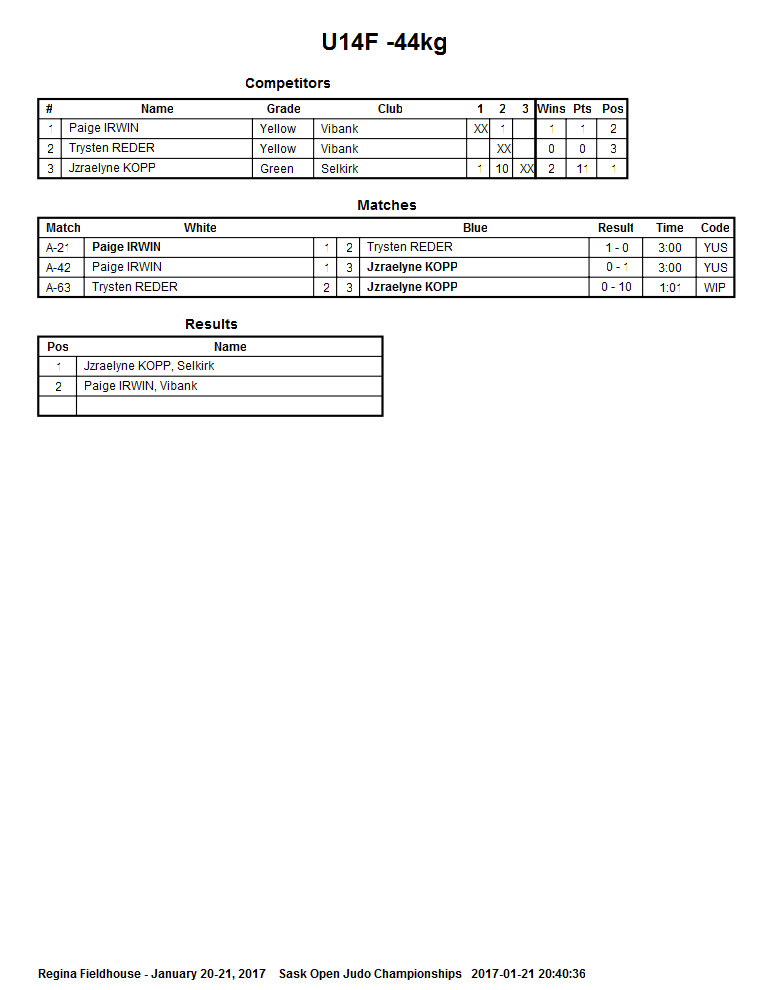 U14F -44kg
Competitors
# Name Grade Club 1 2 3 Wins Pts Pos
1 Paige IRWIN Yellow Vibank XX 1 1 1 2
2 Trysten REDER Yellow Vibank XX 0 0 3
3 Jzraelyne KOPP Green Selkirk 1 10 XX 2 11 1
Matches
Match White Blue Result Time Code
A-21 Paige IRWIN 1 2 Trysten REDER 1 - 0 3:00 YUS
A-42 Paige IRWIN 1 3 Jzraelyne KOPP 0 - 1 3:00 YUS
A-63 Trysten REDER 2 3 Jzraelyne KOPP 0 - 10 1:01 WIP
Results
Pos Name
1 Jzraelyne KOPP, Selkirk
2 Paige IRWIN, Vibank
Regina Fieldhouse - January 20-21, 2017 Sask Open Judo Championships 2017-01-21 20:40:36